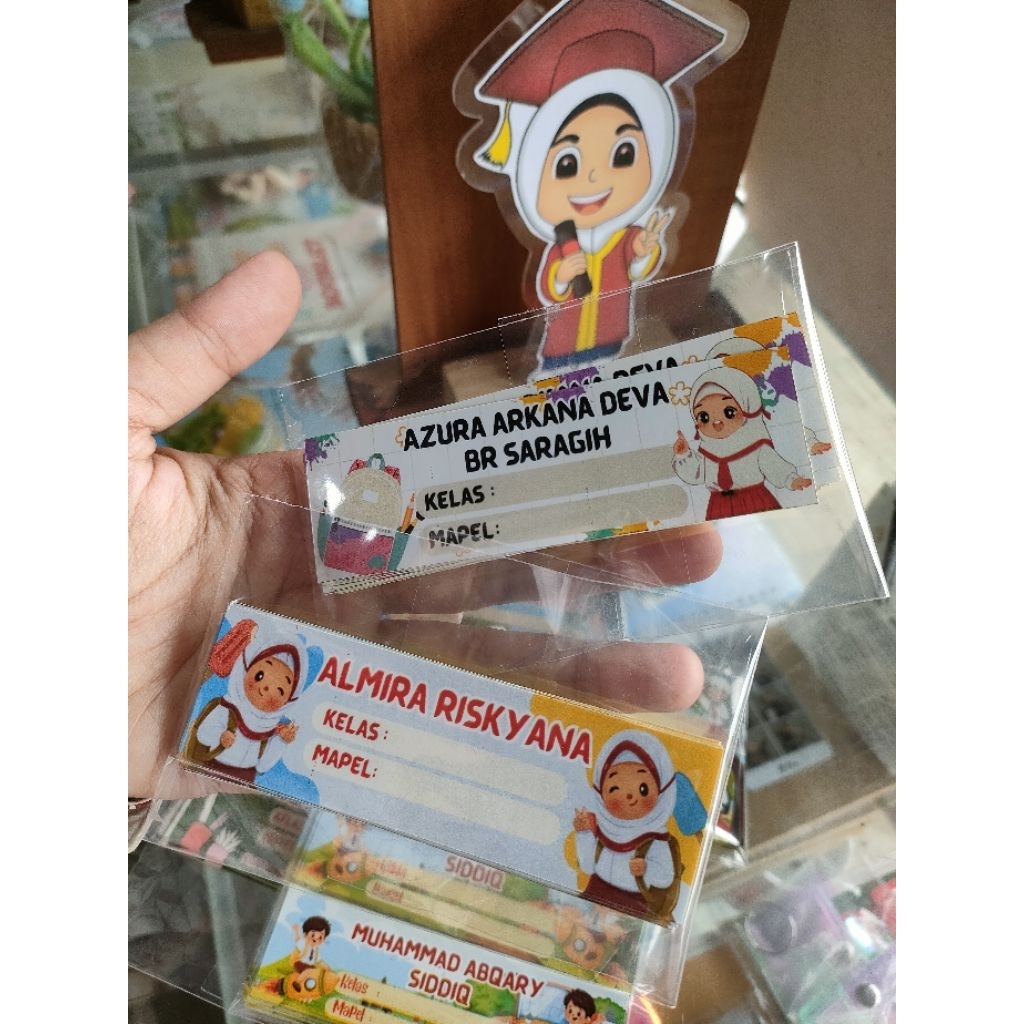 AZURA ARKANA DEVA
BR SARAGIH
KELAS :
MAPEL:
ALMIRA RISKYANA
KELAS :
MAPEL:
SIDDIQ
MUHAMMAD ABQARY
SIDDIQ
Kelas :
Mapel :